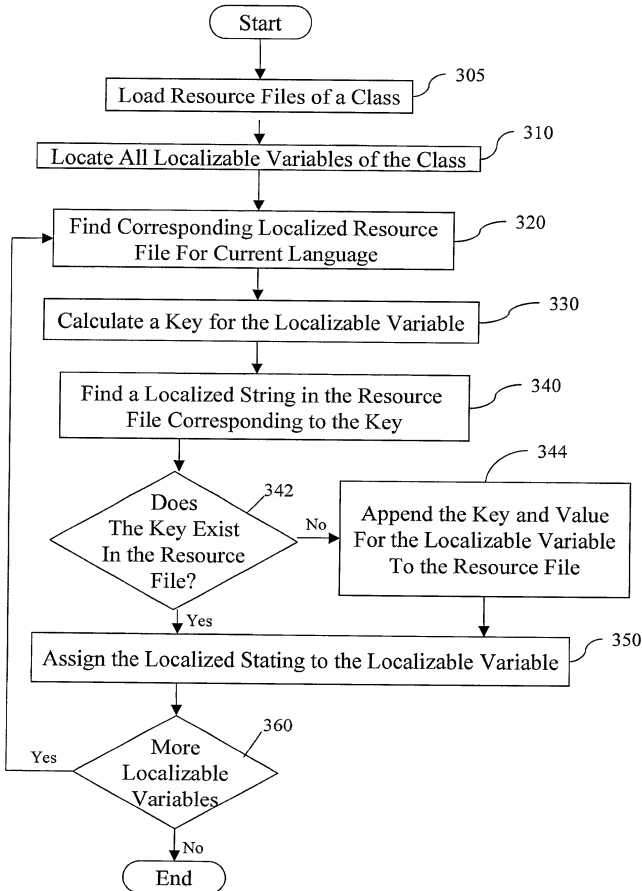 Start
305
Load Resource Files of a Class
310
Locate All Localizable Variables of the Class
320
Find Corresponding Localized Resource
File For Current Language
330
Calculate a Key for the Localizable Variable
340
Find a Localized String in the Resource
File Corresponding to the Key
342
Does
The Key Exist
In the Resource
File?
No
344
Append the Key and Value
For the Localizable Variable
To the Resource File
Yes
350
Assign the Localized Stating to the Localizable Variable
360
More
Localizable
Variables
Yes
No
End